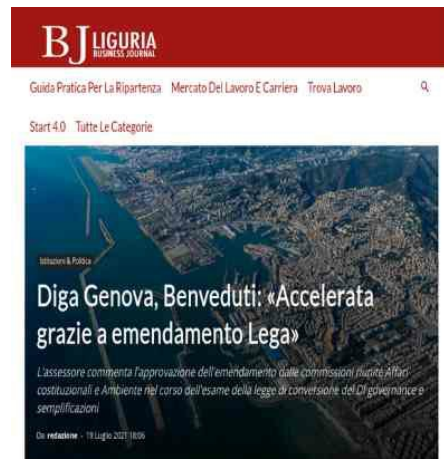 BJ LIGURIA
BUSINESS JOURNAL
Guida Pratica Per La Ripartenza Mercato Del Lavoro E Carriera Trova Lavoro
Start 4.0 Tutte Le Categorie
Istituzioni & Politica
Diga Genova, Benveduti: «Accelerata
grazie a emendamento Lega»
L'assessore commenta l'approvazione dell'emendamento dalle commissioni riunite Affari
costituzionali e Ambiente nel corso dell'esame della legge di conversione del Dl governance e
semplificazioni
Da redazione - 19 Luglio 2021 18:06